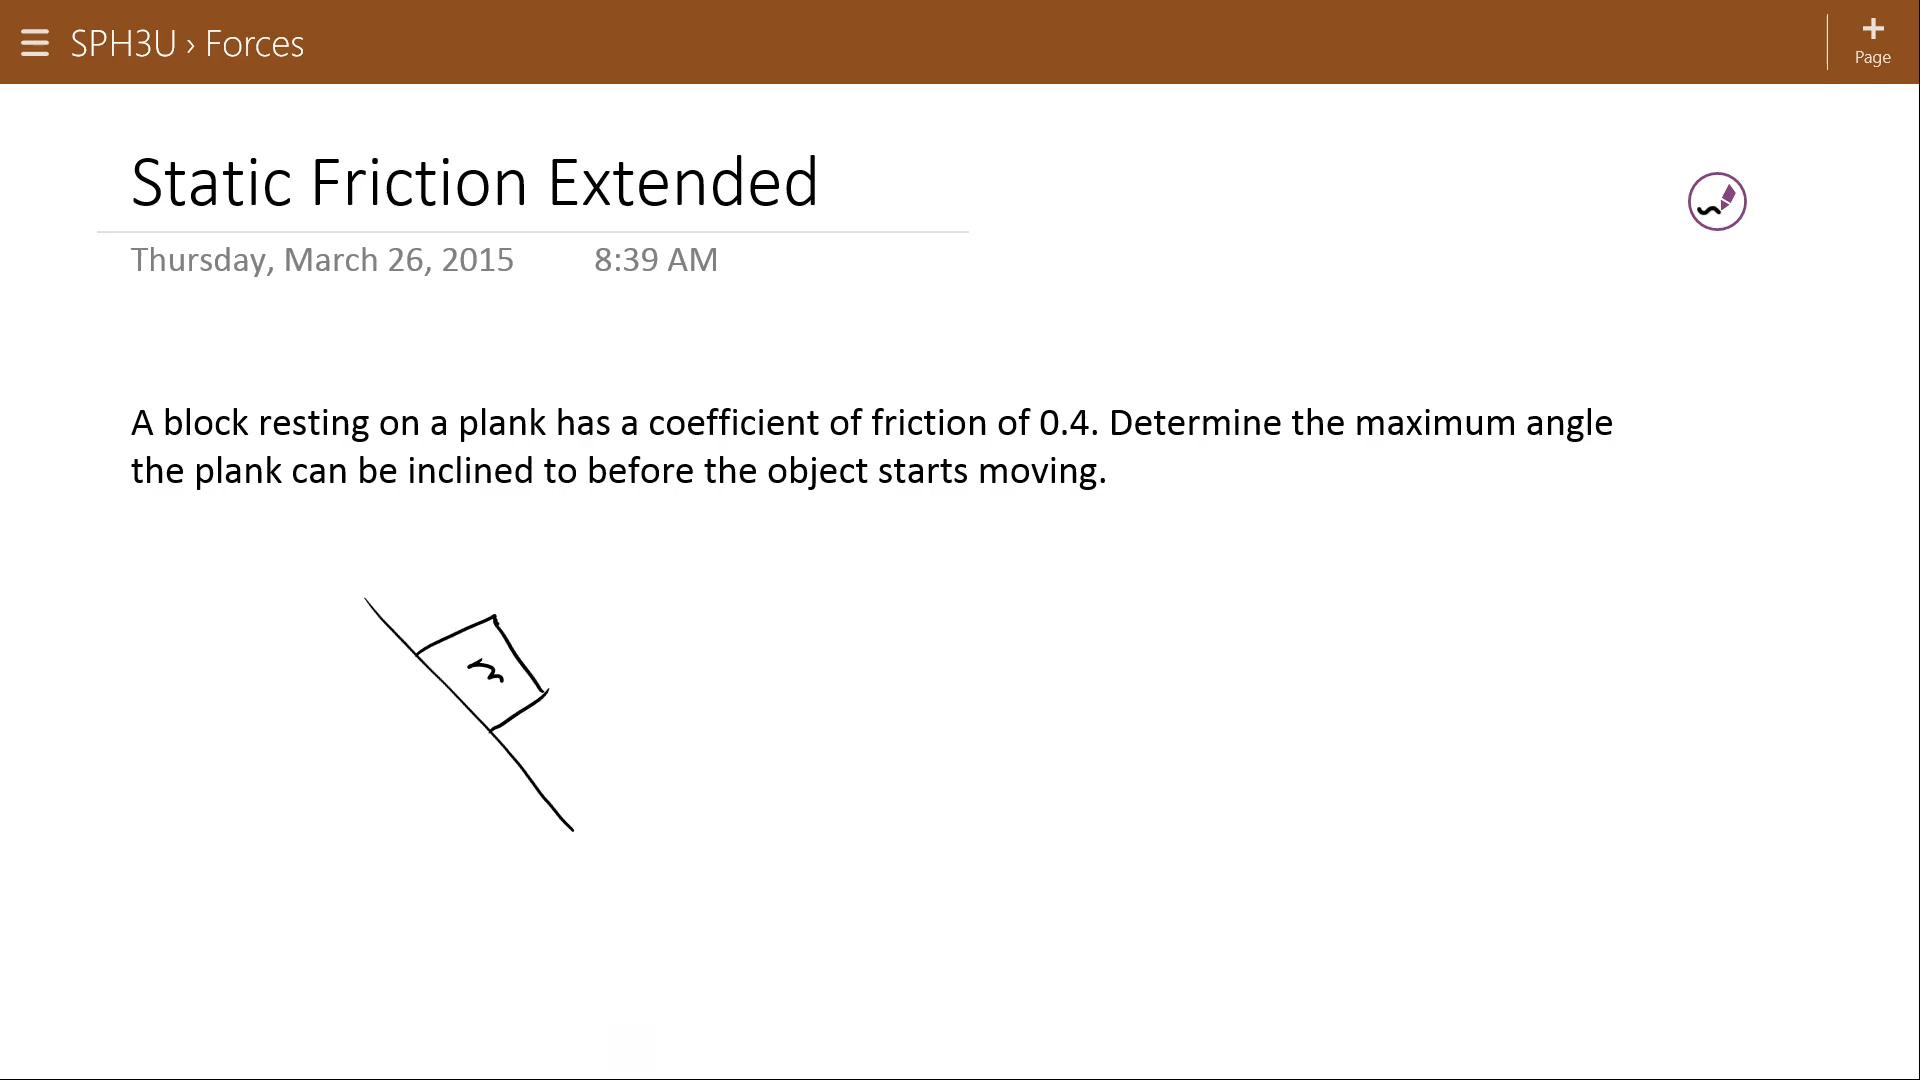 SPH3U › Forces
Page
Static Friction Extended
Thursday, March 26, 2015 8:39 AM
A block resting on a plank has a coefficient of friction of 0.4. Determine the maximum angle
the plank can be inclined to before the object starts moving.
m